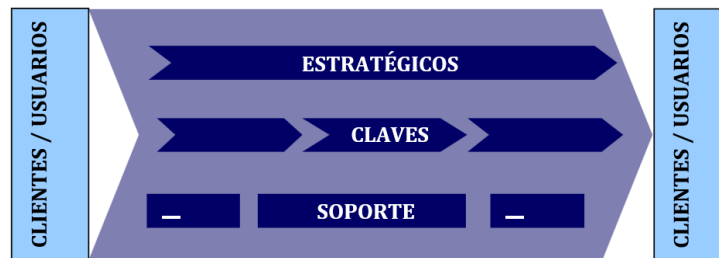 CLIENTES / USUARIOS
ESTRATÉGICOS
CLAVES
_
SOPORTE
_
CLIENTES / USUARIOS